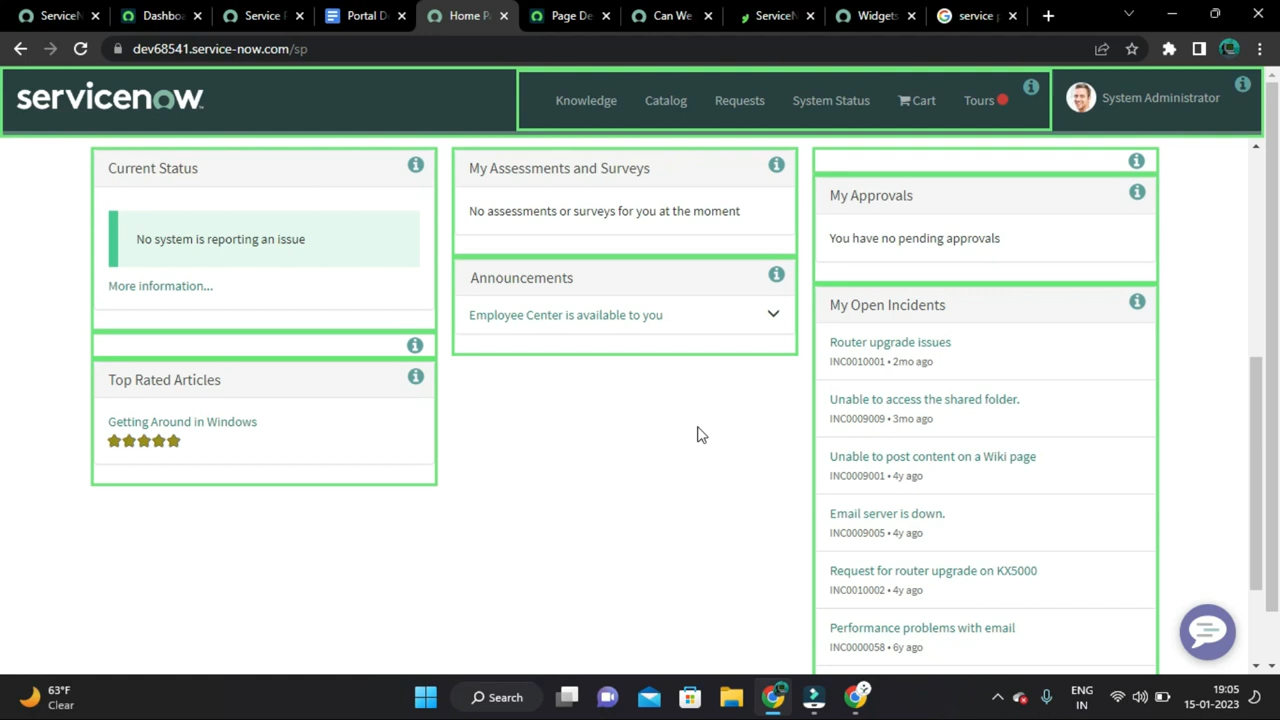 ServiceN
Dashbo
Service P
Portal D
Home P
Page De
Can We
ServiceN
Widgets
service p
dev68541.service-now.com/sp
servicenow
Knowledge
Catalog
Requests
System Status
Cart
Tours
System Administrator
Current Status
No system is reporting an issue
More information...
Top Rated Articles
Getting Around in Windows
My Assessments and Surveys
No assessments or surveys for you at the moment
Announcements
Employee Center is available to you
My Approvals
You have no pending approvals
My Open Incidents
Router upgrade issues
INC0010001 • 2mo ago
Unable to access the shared folder.
INC0009009 • 3mo ago
Unable to post content on a Wiki page
INC0009001 • 4y ago
Email server is down.
INC0009005 • 4y ago
Request for router upgrade on KX5000
INC0010002 • 4y ago
Performance problems with email
INC0000058 • 6y ago
63°F
Clear
Search
ENG
IN
19:05
15-01-2023